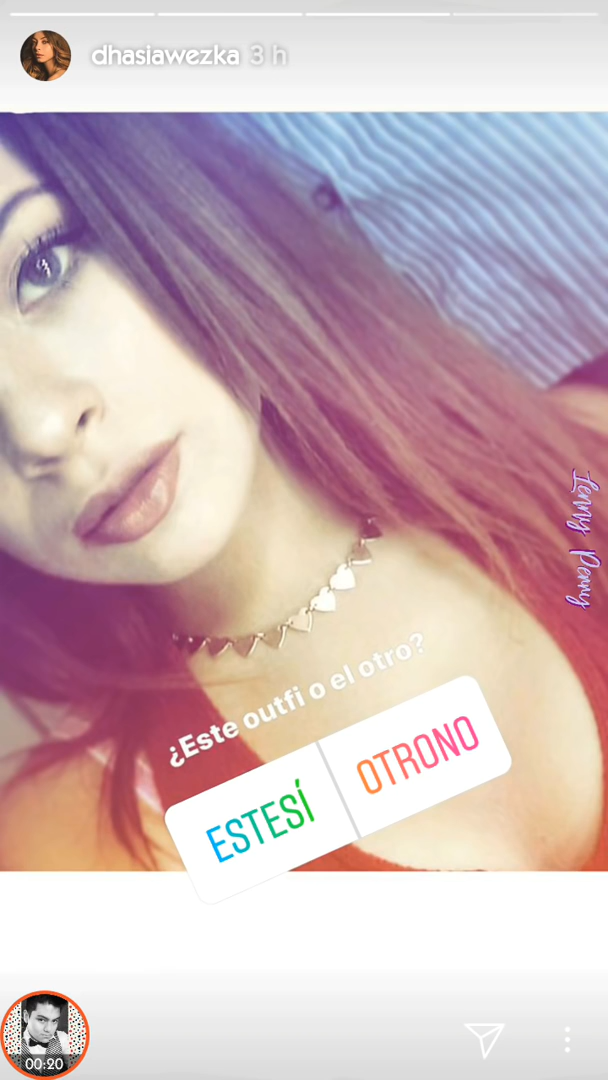 dhasiawezka 3 h
Lenny Penny
¿Este outfi o el otro?
ESTESÍ
OTRONO
00:20